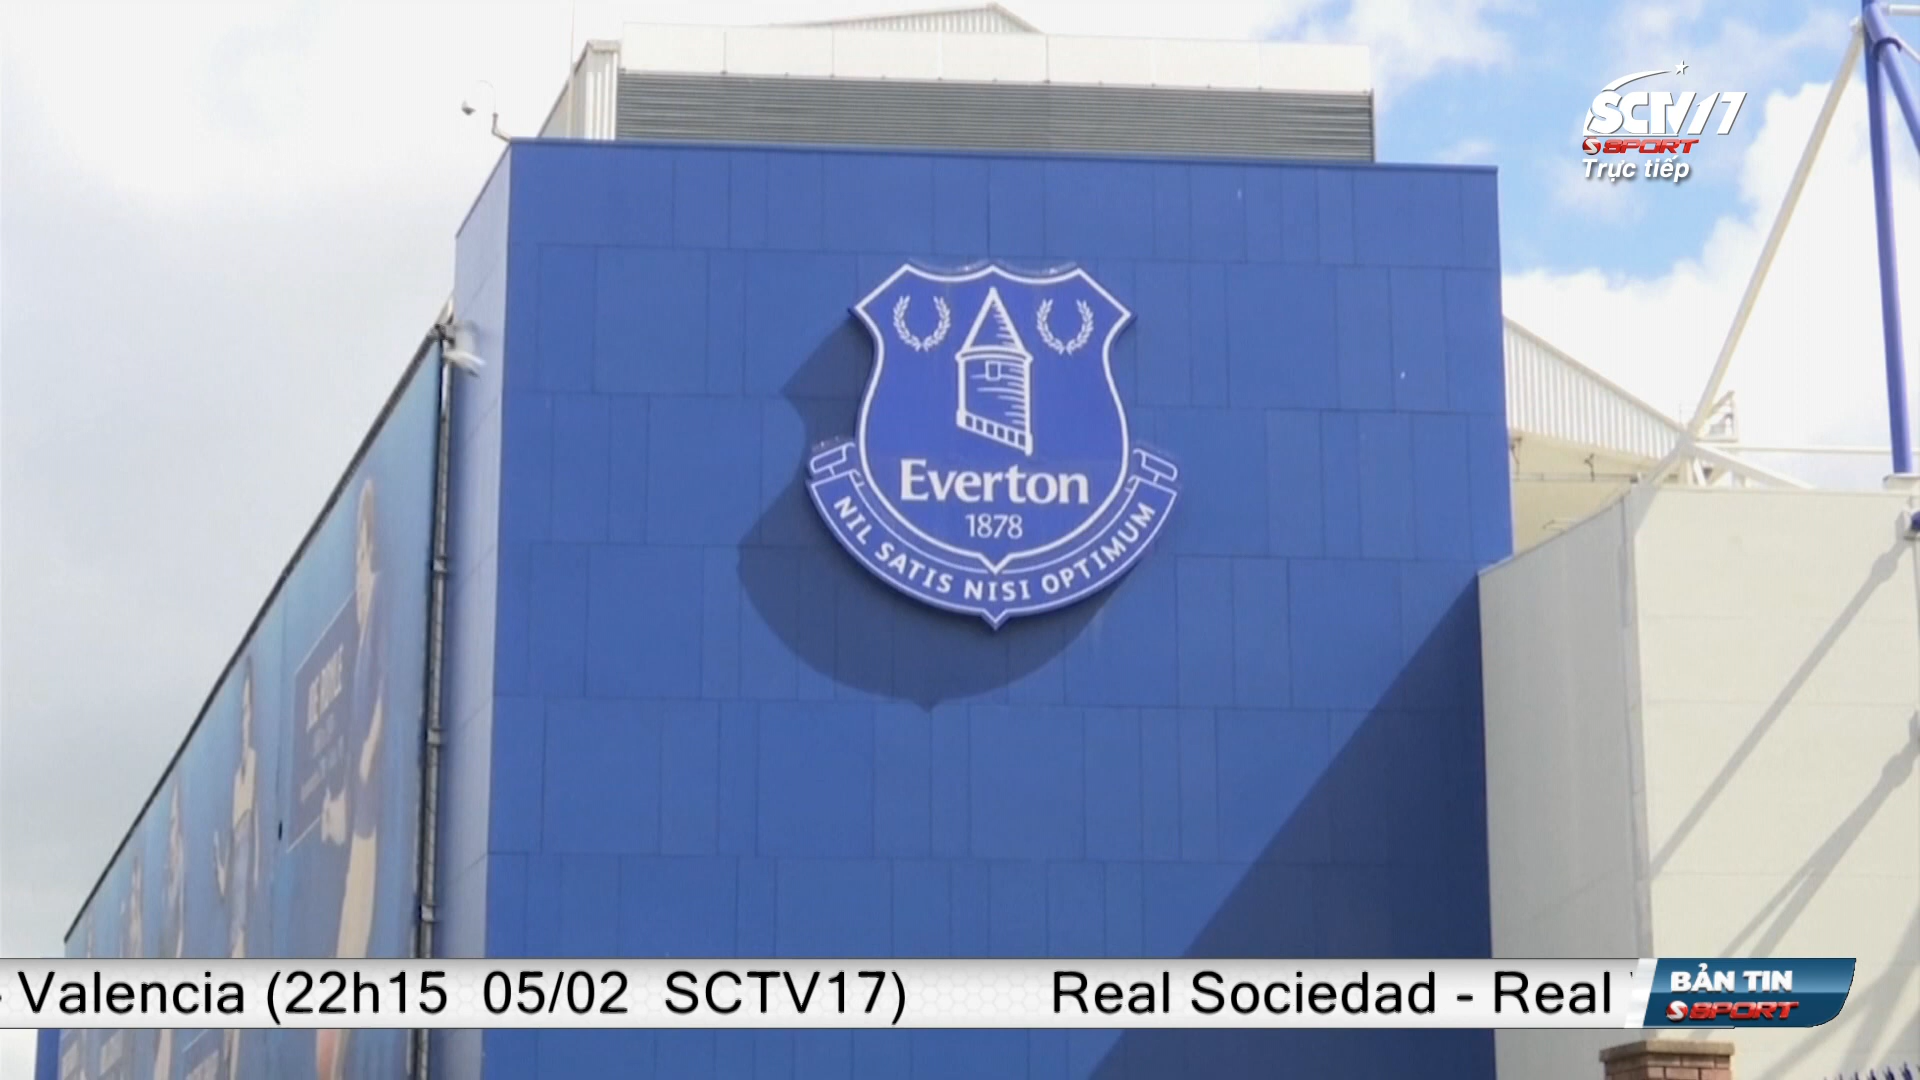 SCTV17
SPORT
Trực tiếp
Everton
1878
NIL SATIS NISI OPTIMUM
Valencia (22h15 05/02 SCTV17) Real Sociedad - Real
BẢN TIN
SPORT